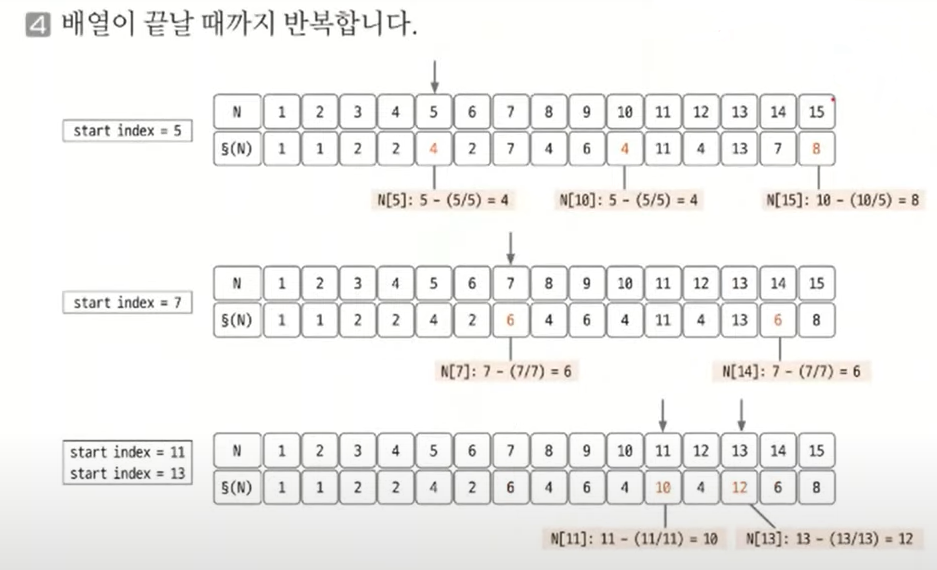 4 배열이 끝날 때까지 반복합니다.
start index = 5
N 1 2 3 4 5 6 7 8 9 10 11 12 13 14 15
§(N) 1 1 2 2 4 2 7 4 6 4 11 4 13 7 8
N[5]: 5 - (5/5) = 4 N[10]: 5 - (5/5) = 4 N[15]: 10 - (10/5) = 8
start index = 7
N 1 2 3 4 5 6 7 8 9 10 11 12 13 14 15
§(N) 1 1 2 2 4 2 6 4 6 4 11 4 13 6 8
N[7]: 7 - (7/7) = 6 N[14]: 7 - (7/7) = 6
start index = 11
start index = 13
N 1 2 3 4 5 6 7 8 9 10 11 12 13 14 15
§(N) 1 1 2 2 4 2 6 4 6 4 10 4 12 6 8
N[11]: 11 - (11/11) = 10 N[13]: 13 - (13/13) = 12